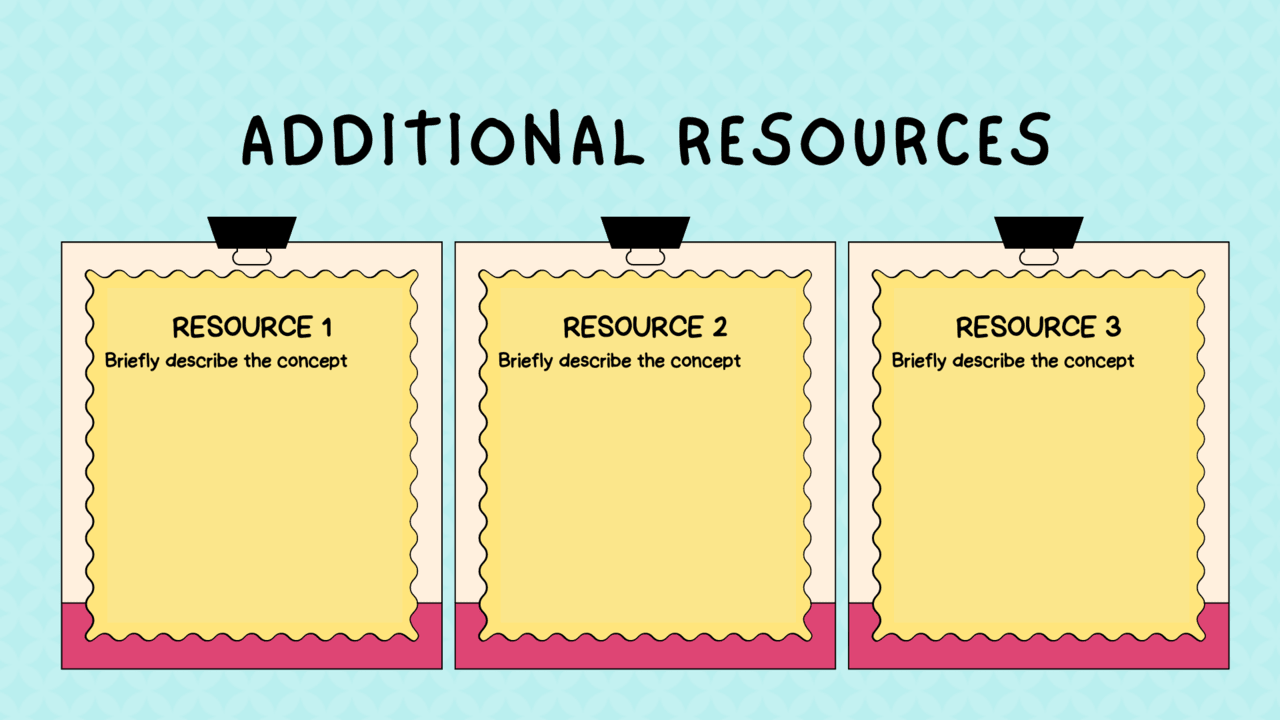 ADDITIONAL RESOURCES
RESOURCE 1
Briefly describe the concept
RESOURCE 2
Briefly describe the concept
RESOURCE 3
Briefly describe the concept